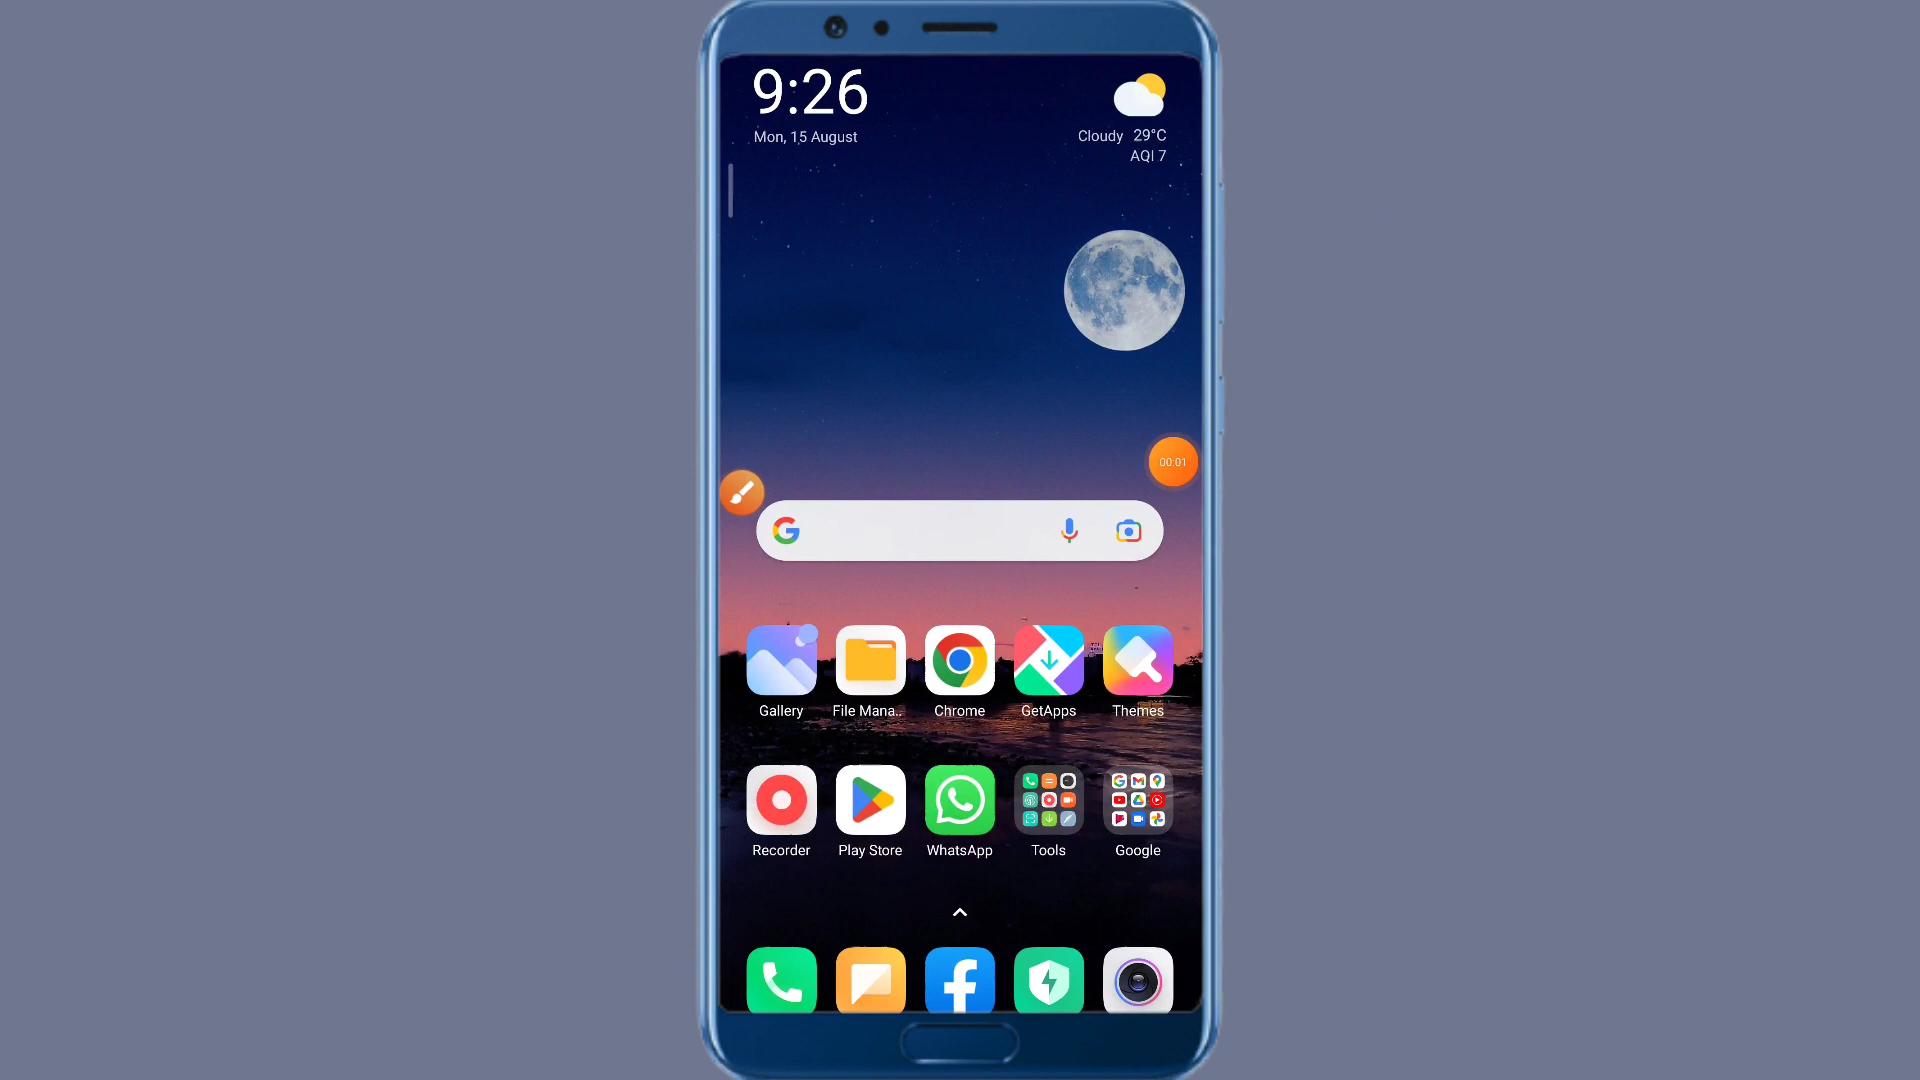 9:26
Mon, 15 August
Cloudy 29°C
AQI 7
00:01
Gallery
File Mana..
Chrome
GetApps
Themes
Recorder
Play Store
WhatsApp
Tools
Google